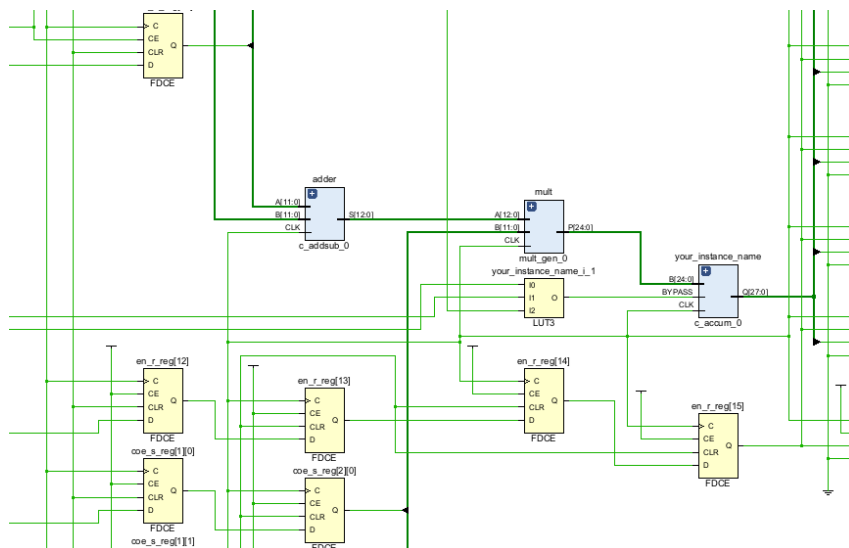 C
CE
CLR
D
Q
FDCE
adder
A[11:0]
B[11:0]
CLK
S[12:0]
c_addsub_0
mult
A[12:0]
B[11:0]
CLK
P[24:0]
mult_gen_0
your_instance_name_i_1
I0
I1
I2
O
LUT3
your_instance_name
B[24:0]
BYPASS
CLK
Q[27:0]
c_accum_0
en_r_reg[12]
C
CE
CLR
D
Q
FDCE
en_r_reg[13]
C
CE
CLR
D
Q
FDCE
en_r_reg[14]
C
CE
CLR
D
Q
FDCE
en_r_reg[15]
C
CE
CLR
D
Q
FDCE
coe_s_reg[1][0]
C
CE
CLR
D
Q
FDCE
coe_s_reg[1][1]
coe_s_reg[2][0]
C
CE
CLR
D
Q
FDCE